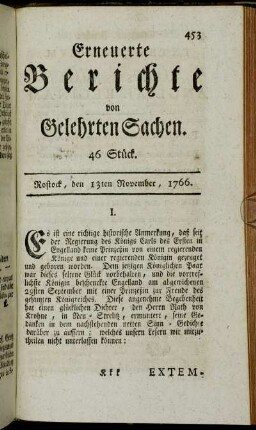 453
Erneuerte
Berichte
von
Gelehrten Sachen.
46 Stück.
Rostock, den 13ten November, 1766.
I.
Es ist eine richtige historische Anmerkung, daß seit
der Regierung des Königs Carls des Ersten in
Engelland keine Prinzeßin von einem regierenden
Könige und einer regierenden Königin gezeuget
und geboren worden. Dem jetzigen Königlichen Paar
war dieses seltene Glück vorbehalten, und das vortref-
lichste Königin beschenckte Engelland am abgewichenen
29sten September mit einer Prinzeßin zur Freude des
gesamten Königreiches. Diese angenehme Begebenheit
hat einen glücklichen Dichter, den Herrn Rath von
Krohne, in Neu-Strelitz, ermuntert, seine Ge-
dancken in dem nachstehenden netten Sinn-Gedichte
darüber zu äussern; welches unsern Lesern wir mitzu-
theilen nicht unterlassen können:
Kkk EXTEM-